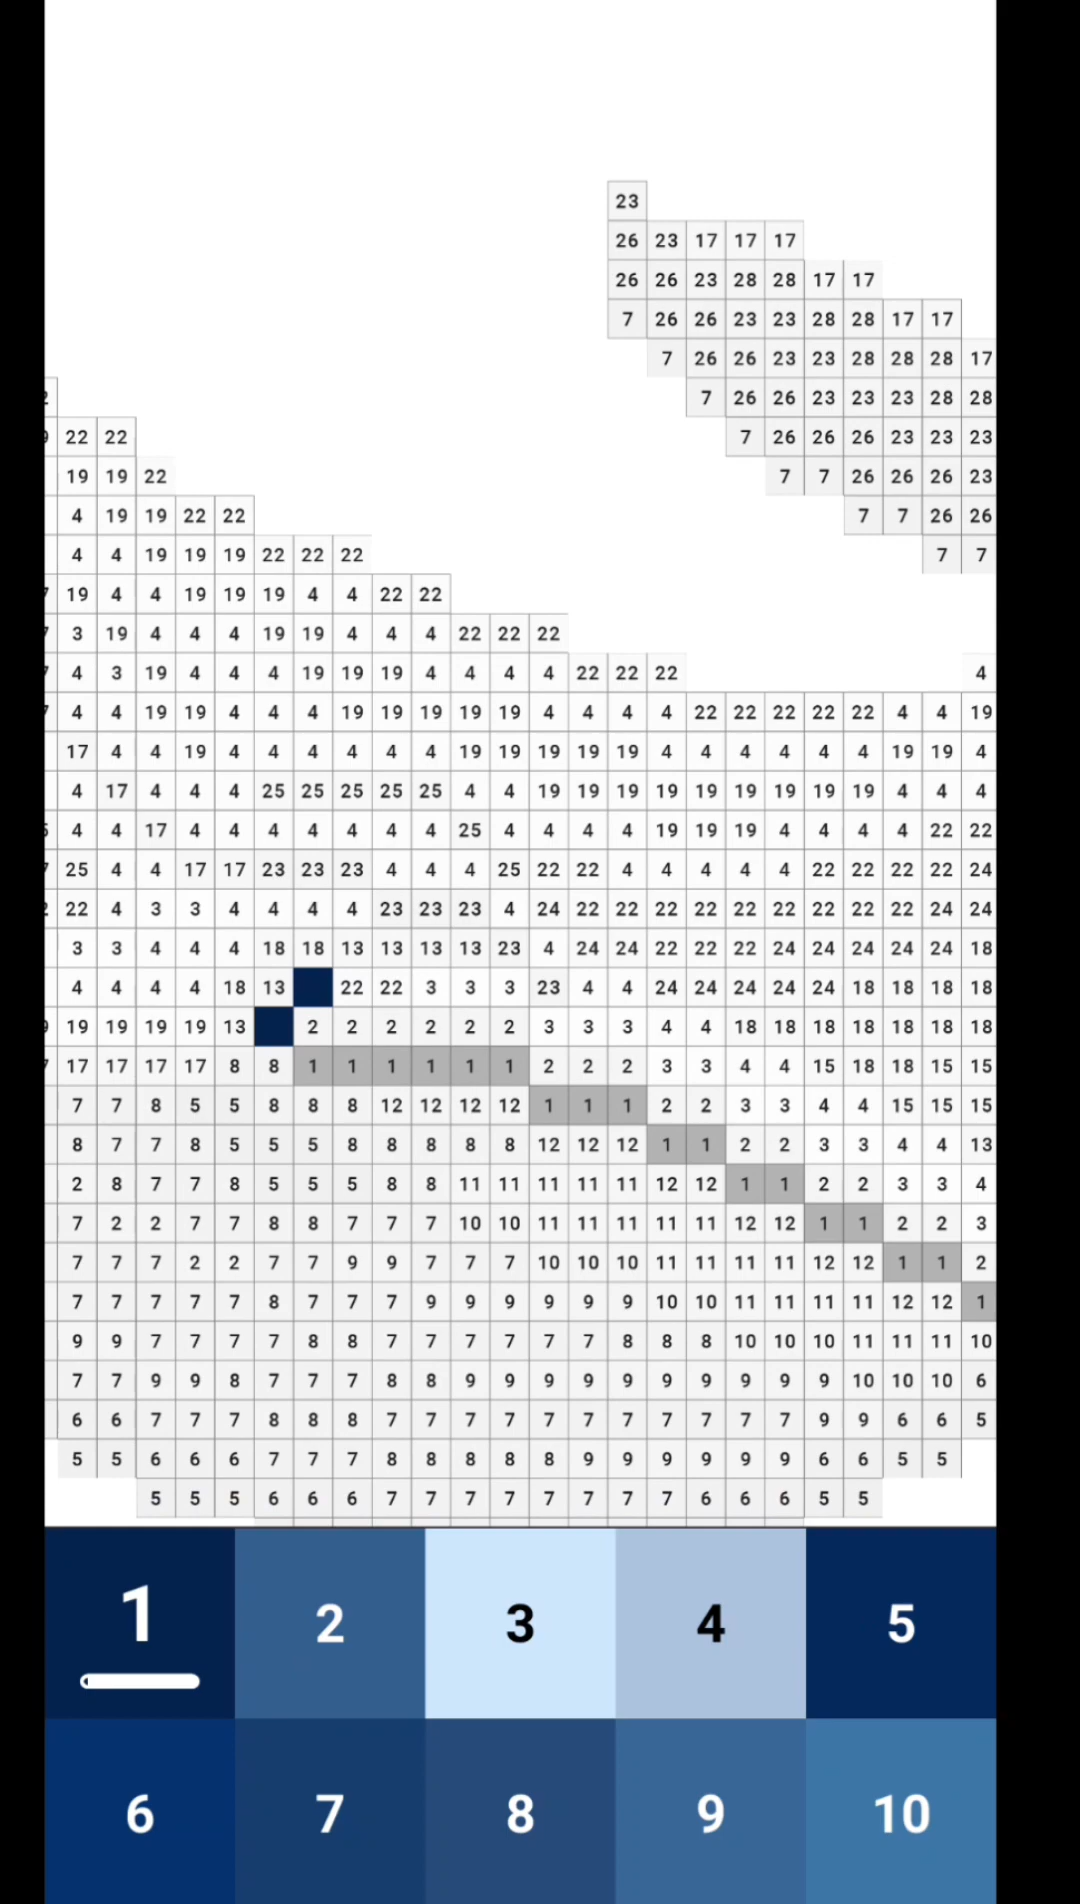 23
26 23 17 17 17
26 26 23 28 28 17 17
7 26 26 23 23 28 28 17 17
7 26 26 23 23 28 28 28 17
7 26 26 23 23 23 28 28
22 22 7 26 26 26 23 23 23
19 19 22 7 7 26 26 26 23
4 19 19 22 22 7 7 26 26
4 4 19 19 19 22 22 22 7 7
19 4 4 19 19 19 4 4 22 22
3 19 4 4 4 19 19 4 4 4 22 22 22
4 3 19 4 4 4 19 19 19 4 4 4 4 22 22 22 4
4 4 19 19 4 4 4 19 19 19 19 19 4 4 4 4 22 22 22 22 22 4 4 19
17 4 4 19 4 4 4 4 4 4 19 19 19 19 19 4 4 4 4 4 4 19 19 4
4 17 4 4 4 25 25 25 25 25 4 4 19 19 19 19 19 19 19 19 19 4 4 4
4 4 17 4 4 4 4 4 4 4 25 4 4 4 4 19 19 19 4 4 4 4 22 22
25 4 4 17 17 23 23 23 4 4 4 25 22 22 4 4 4 4 4 22 22 22 22 24
22 4 3 3 4 4 4 4 23 23 23 4 24 22 22 22 22 22 22 22 22 22 24 24
3 3 4 4 4 18 18 13 13 13 13 23 4 24 24 22 22 22 24 24 24 24 24 18
4 4 4 4 18 13 22 22 3 3 3 23 4 4 24 24 24 24 24 18 18 18 18
19 19 19 19 13 2 2 2 2 2 2 3 3 3 4 4 18 18 18 18 18 18 18
17 17 17 17 8 8 1 1 1 1 1 1 2 2 2 3 3 4 4 15 18 18 15 15
7 7 8 5 5 8 8 8 12 12 12 12 1 1 1 2 2 3 3 4 4 15 15 15
8 7 7 8 5 5 5 8 8 8 8 8 12 12 12 1 1 2 2 3 3 4 4 13
2 8 7 7 8 5 5 5 8 8 11 11 11 11 11 12 12 1 1 2 2 3 3 4
7 2 2 7 7 8 8 7 7 7 10 10 11 11 11 11 11 12 12 1 1 2 2 3
7 7 7 2 2 7 7 9 9 7 7 7 10 10 10 11 11 11 11 12 12 1 1 2
7 7 7 7 7 8 7 7 7 9 9 9 9 9 9 10 10 11 11 11 11 12 12 1
9 9 7 7 7 7 8 8 7 7 7 7 7 7 8 8 8 10 10 10 11 11 11 10
7 7 9 9 8 7 7 7 8 8 9 9 9 9 9 9 9 9 9 9 10 10 10 6
6 6 7 7 7 8 8 8 7 7 7 7 7 7 7 7 7 7 7 9 9 6 6 5
5 5 6 6 6 7 7 7 8 8 8 8 8 9 9 9 9 9 9 6 6 5 5
5 5 5 6 6 6 7 7 7 7 7 7 7 7 6 6 6 5 5
1 2 3 4 5
6 7 8 9 10